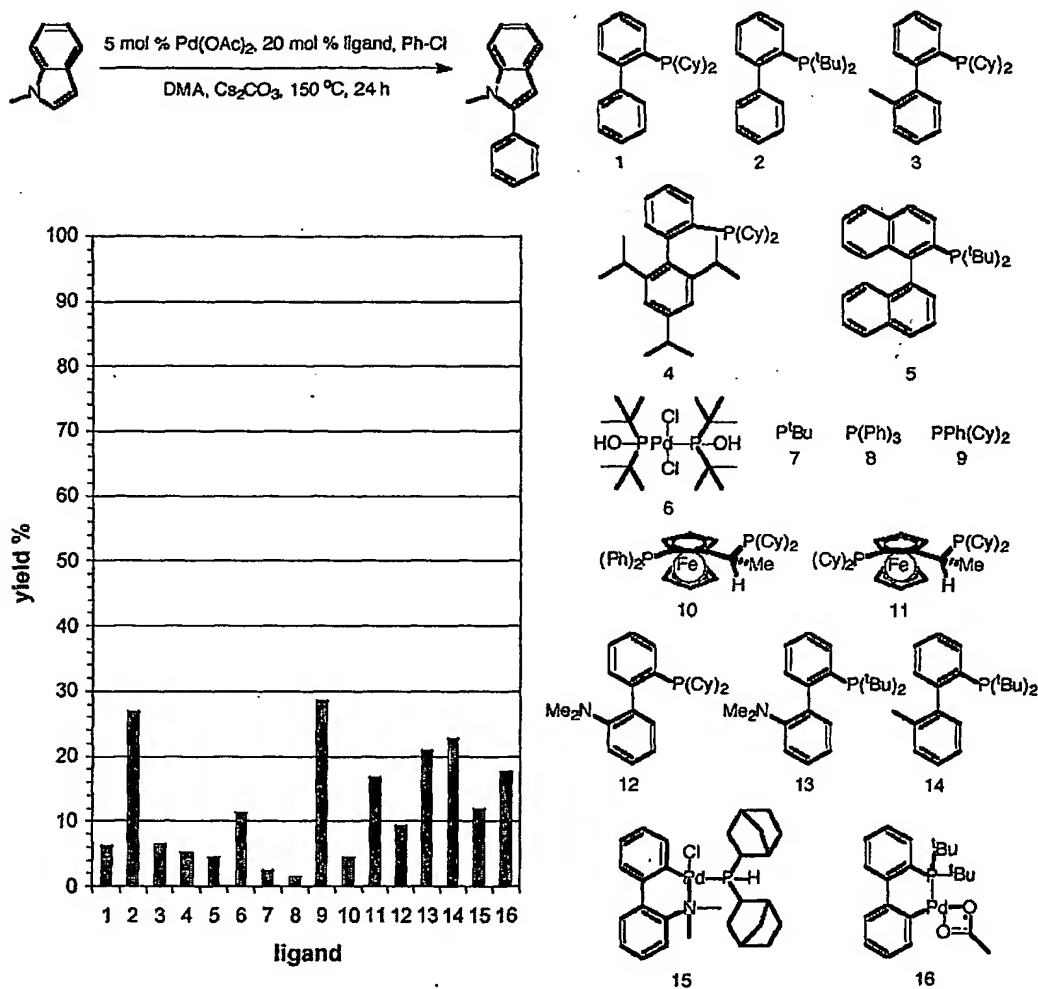 5 mol % Pd(OAc)2, 20 mol % ligand, Ph-Cl
DMA, Cs2CO3, 150 °C, 24 h
N
N
P(Cy)2
1
P(tBu)2
2
P(Cy)2
3
P(Cy)2
4
P(tBu)2
5
Cl
HO P Pd P OH
Cl
6
PtBu
7
P(Ph)3
8
PPh(Cy)2
9
(Ph)2P Fe P(Cy)2
"Me
H
10
(Cy)2P Fe P(Cy)2
Me
H
11
P(Cy)2
Me2N
12
P(tBu)2
Me2N
13
P(tBu)2
14
Cl
Pd P H
N
15
tBu
P tBu
Pd O
O
16
yield %
100
90
80
70
60
50
40
30
20
10
0
1 2 3 4 5 6 7 8 9 10 11 12 13 14 15 16
ligand